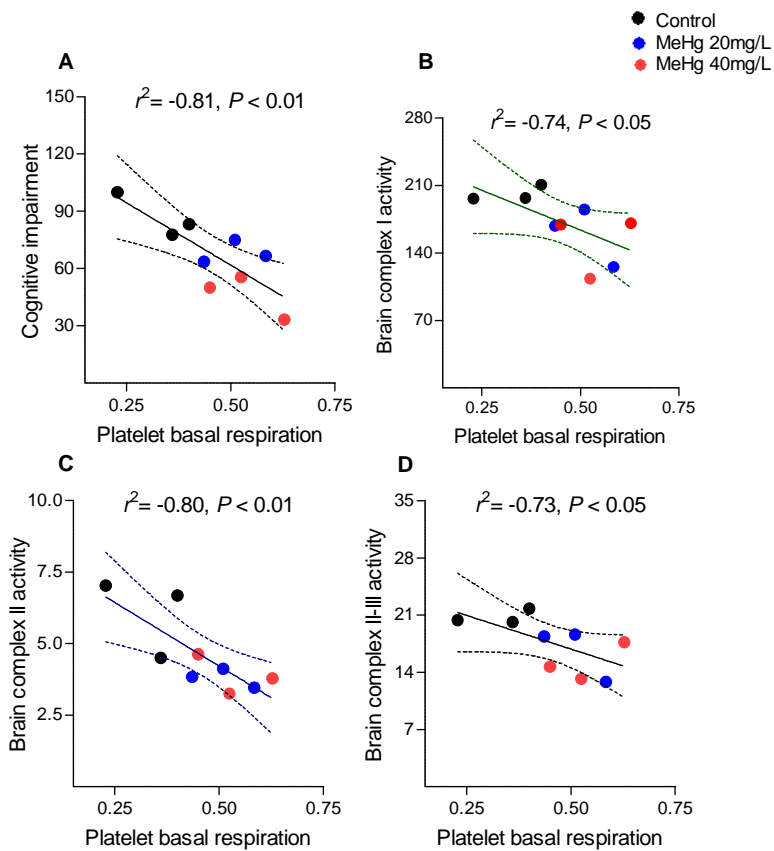 Control
MeHg 20mg/L
MeHg 40mg/L
A
r²= -0.81, P < 0.01
150
120
90
60
30
Cognitive impairment
0.25 0.50 0.75
Platelet basal respiration
B
r²= -0.74, P < 0.05
280
210
140
70
Brain complex I activity
0.25 0.50 0.75
Platelet basal respiration
C
r²= -0.80, P < 0.01
10.0
7.5
5.0
2.5
Brain complex II activity
0.25 0.50 0.75
Platelet basal respiration
D
r²= -0.73, P < 0.05
35
28
21
14
7
Brain complex II-III activity
0.25 0.50 0.75
Platelet basal respiration